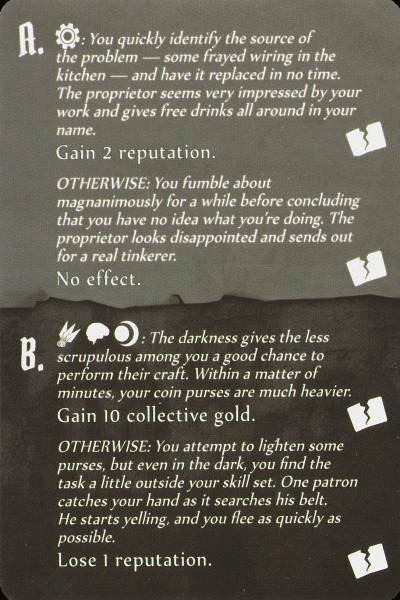 A. : You quickly identify the source of
the problem — some frayed wiring in the
kitchen — and have it replaced in no time.
The proprietor seems very impressed by your
work and gives free drinks all around in your
name.
Gain 2 reputation.
OTHERWISE: You fumble about
magnanimously for a while before concluding
that you have no idea what you're doing. The
proprietor looks disappointed and sends out
for a real tinkerer.
No effect.
B. : The darkness gives the less
scrupulous among you a good chance to
perform their craft. Within a matter of
minutes, your coin purses are much heavier.
Gain 10 collective gold.
OTHERWISE: You attempt to lighten some
purses, but even in the dark, you find the
task a little outside your skill set. One patron
catches your hand as it searches his belt.
He starts yelling, and you flee as quickly as
possible.
Lose 1 reputation.